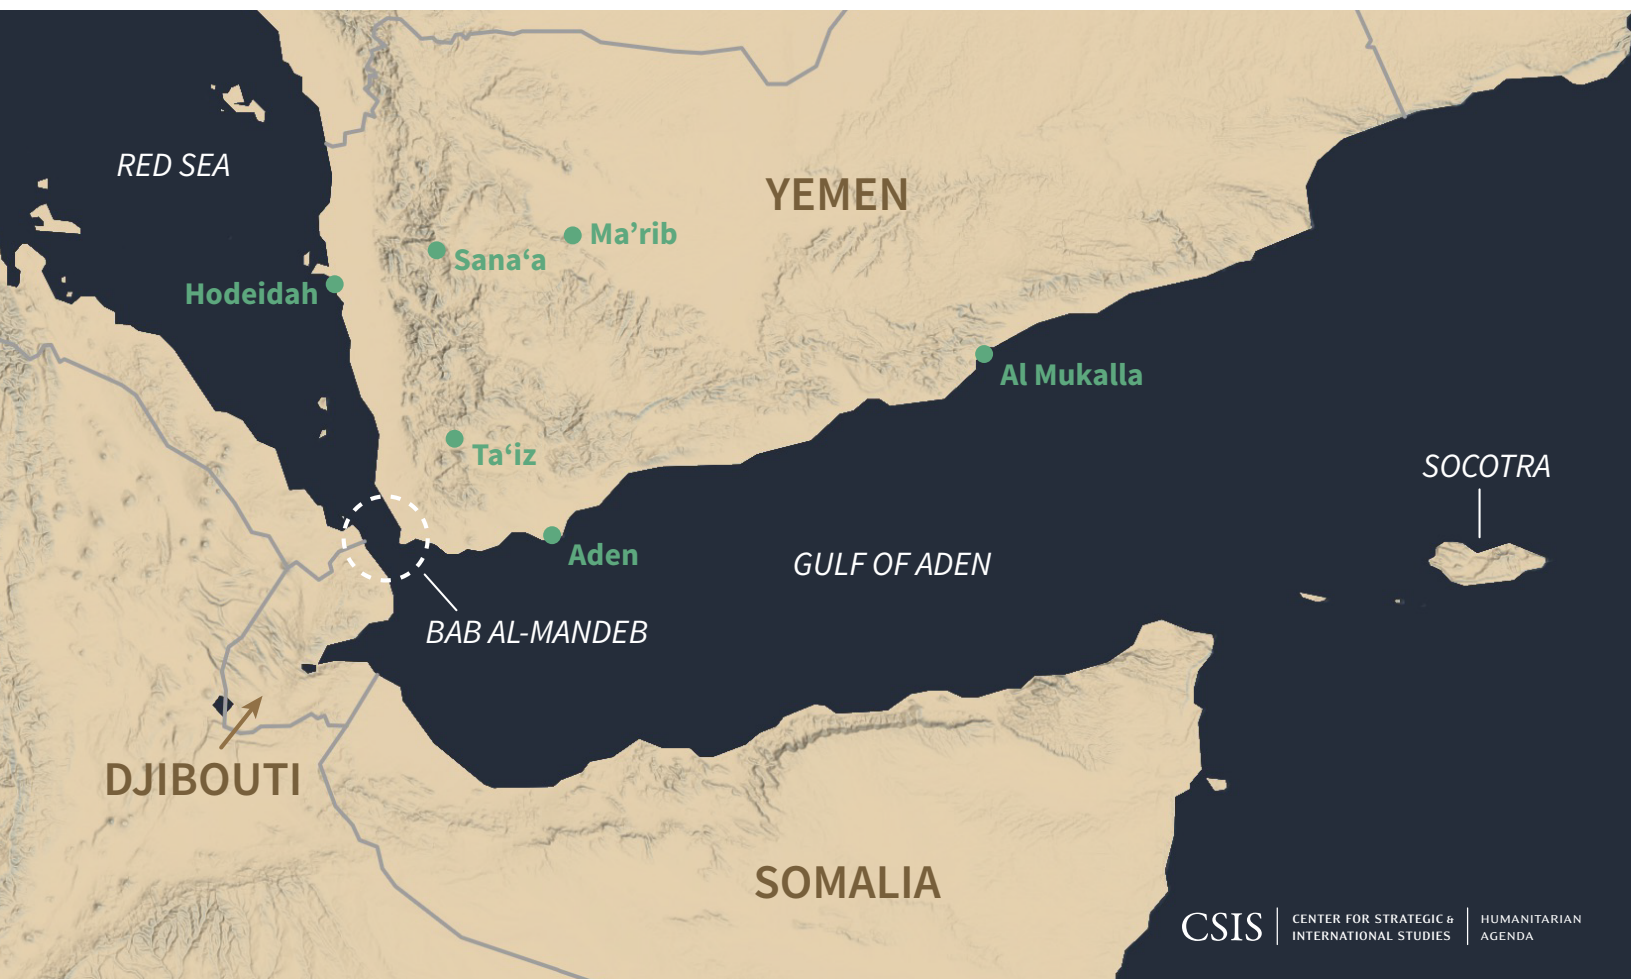 RED SEA
YEMEN
Ma’rib
Sana‘a
Hodeidah
Al Mukalla
Ta‘iz
SOCOTRA
Aden
GULF OF ADEN
BAB AL-MANDEB
DJIBOUTI
SOMALIA
CSIS
CENTER FOR STRATEGIC &
INTERNATIONAL STUDIES
HUMANITARIAN
AGENDA